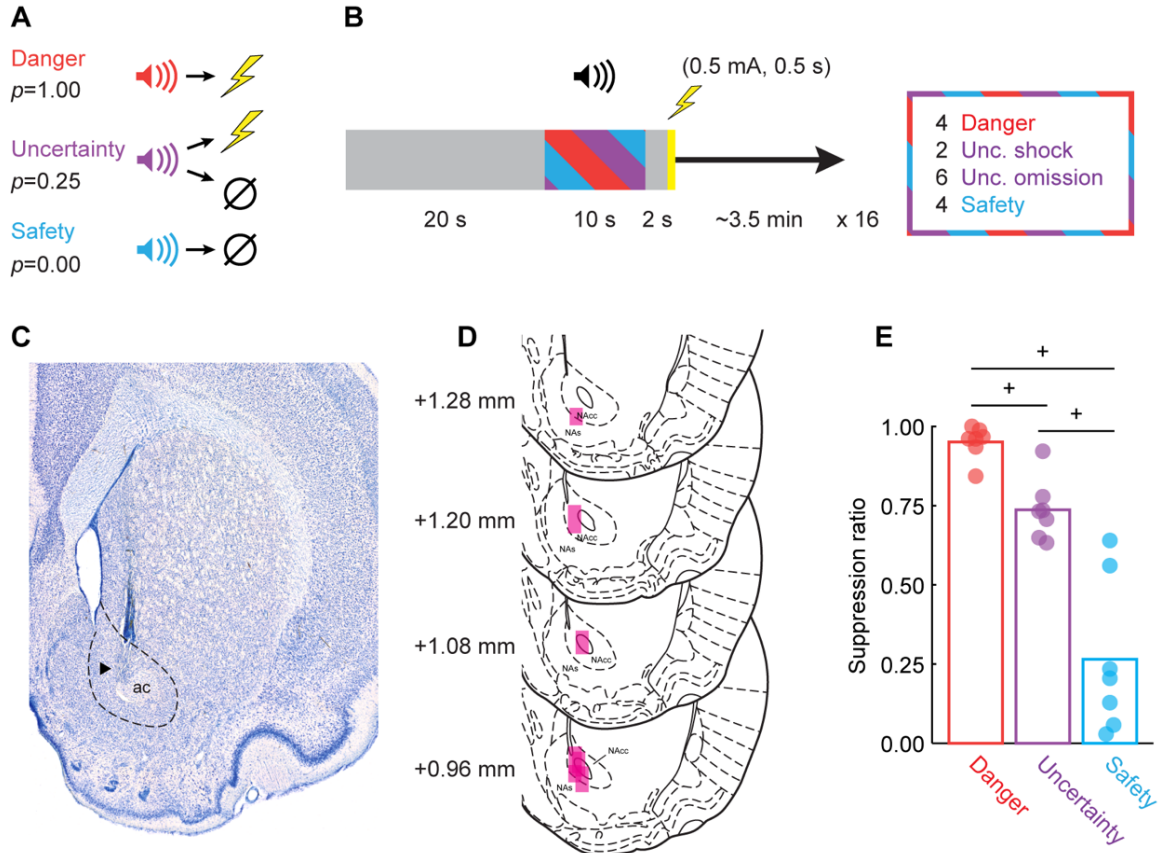 A
Danger
p=1.00
Uncertainty
p=0.25
Safety
p=0.00
B
(0.5 mA, 0.5 s)
20 s
10 s
2 s
~3.5 min
x 16
4 Danger
2 Unc. shock
6 Unc. omission
4 Safety
C
ac
D
+1.28 mm
NAcc
NAs
+1.20 mm
NAcc
NAs
+1.08 mm
NAcc
NAs
+0.96 mm
NAcc
NAs
E
+
+
+
Suppression ratio
1.00
0.75
0.50
0.25
0.00
Danger
Uncertainty
Safety